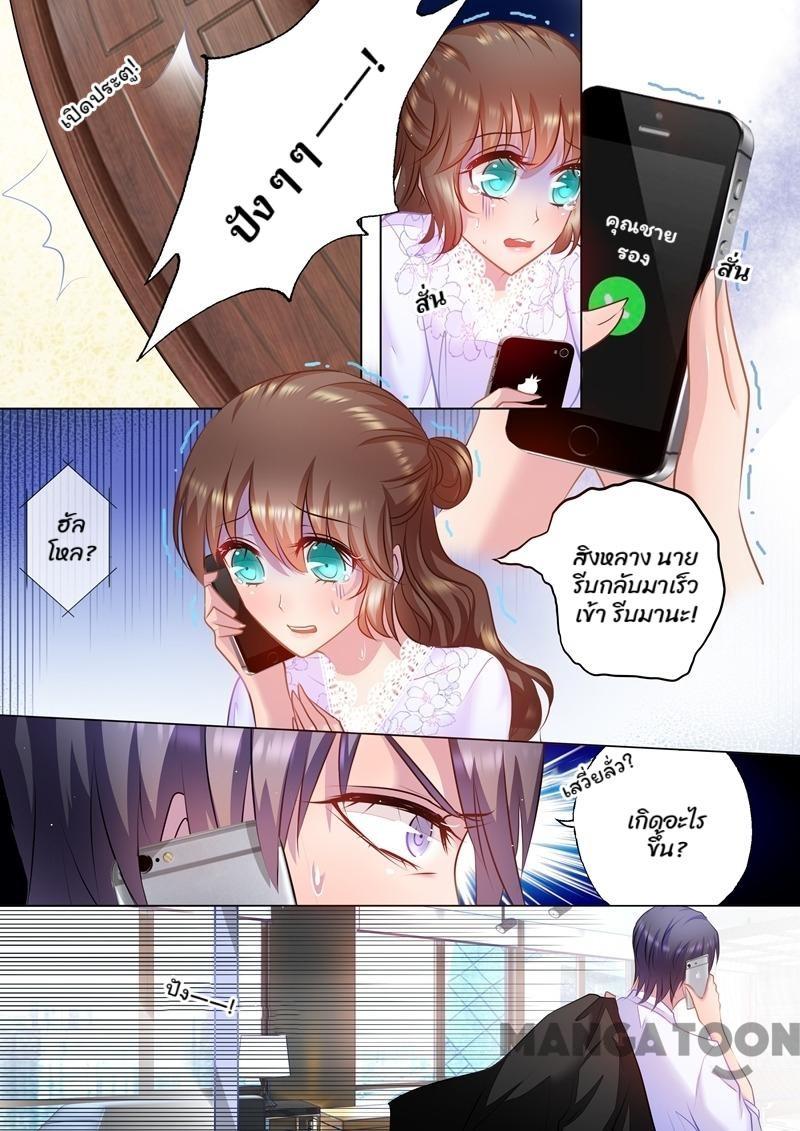 เปิดประตู!
ปัง ๆ ๆ ——!
สั่น
คุณชาย
รอง
สั่น
ฮัล
โหล?
สิงหลาง นาย
รีบกลับมาเร็ว
เข้า รีบมานะ!
เสวี่ยลั่ว?
เกิดอะไร
ขึ้น?
ปัง——!
MANGATOON